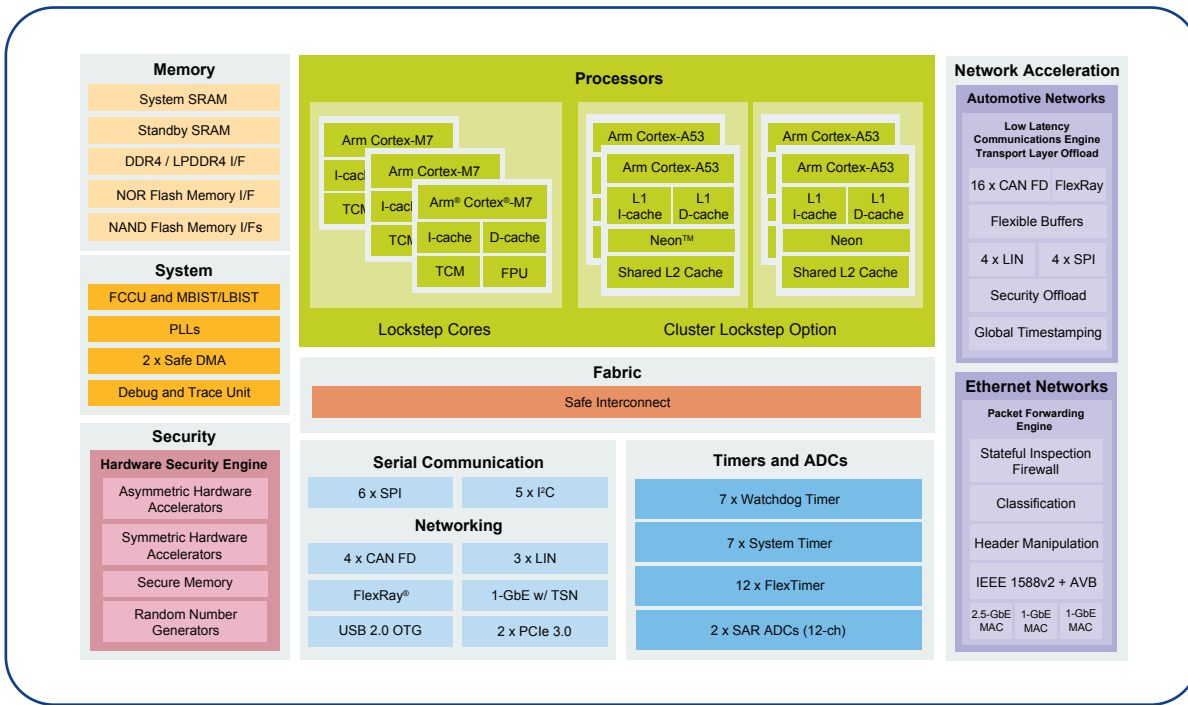 Memory
System SRAM
Standby SRAM
DDR4 / LPDDR4 I/F
NOR Flash Memory I/F
NAND Flash Memory I/Fs
System
FCCU and MBIST/LBIST
PLLs
2 x Safe DMA
Debug and Trace Unit
Security
Hardware Security Engine
Asymmetric Hardware
Accelerators
Symmetric Hardware
Accelerators
Secure Memory
Random Number
Generators
Processors
Arm Cortex-M7
I-cache
TCM
Arm Cortex-M7
I-cache
TCM
Arm® Cortex®-M7
I-cache D-cache
TCM FPU
Lockstep Cores
Arm Cortex-A53
Arm Cortex-A53
L1
I-cache
L1
D-cache
Neon™
Shared L2 Cache
Arm Cortex-A53
Arm Cortex-A53
L1
I-cache
L1
D-cache
Neon
Shared L2 Cache
Cluster Lockstep Option
Fabric
Safe Interconnect
Serial Communication
6 x SPI 5 x I²C
Networking
4 x CAN FD 3 x LIN
FlexRay® 1-GbE w/ TSN
USB 2.0 OTG 2 x PCIe 3.0
Timers and ADCs
7 x Watchdog Timer
7 x System Timer
12 x FlexTimer
2 x SAR ADCs (12-ch)
Network Acceleration
Automotive Networks
Low Latency
Communications Engine
Transport Layer Offload
16 x CAN FD FlexRay
Flexible Buffers
4 x LIN 4 x SPI
Security Offload
Global Timestamping
Ethernet Networks
Packet Forwarding
Engine
Stateful Inspection
Firewall
Classification
Header Manipulation
IEEE 1588v2 + AVB
2.5-GbE
MAC
1-GbE
MAC
1-GbE
MAC